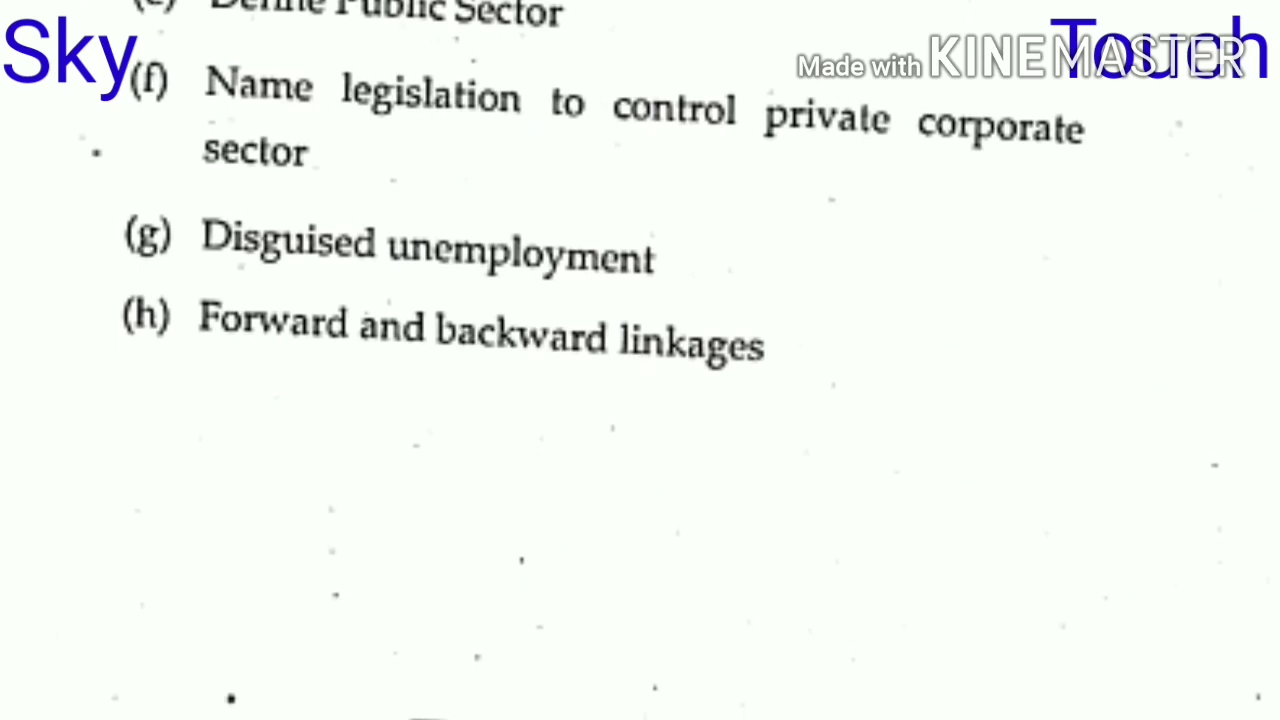 (e) Define Public Sector
Sky
Touch
Made with KINEMASTER
(f) Name legislation to control private corporate
sector
(g) Disguised unemployment
(h) Forward and backward linkages